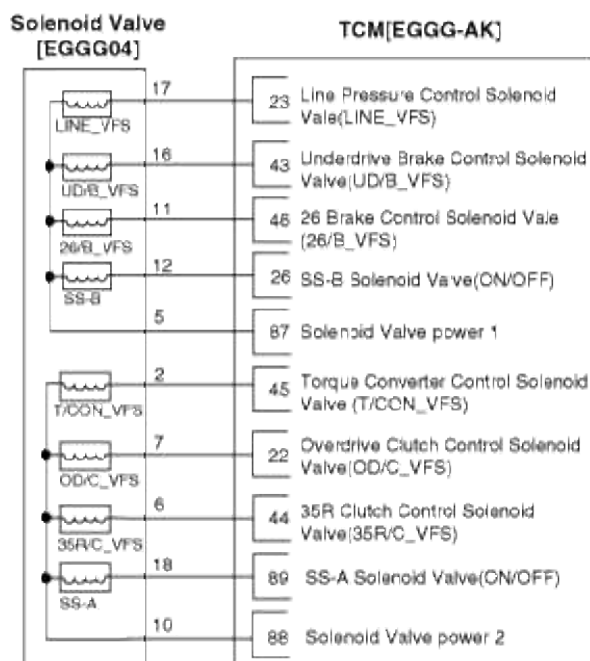 Solenoid Valve
[EGGG04]
TCM[EGGG-AK]
17
LINE_VFS
23 Line Pressure Control Solenoid
Vale(LINE_VFS)
16
UD/B_VFS
43 Underdrive Brake Control Solenoid
Valve(UD/B_VFS)
11
26/B_VFS
46 26 Brake Control Solenoid Vale
(26/B_VFS)
12
SS-B
26 SS-B Solenoid Valve(ON/OFF)
5
87 Solenoid Valve power 1
2
T/CON_VFS
45 Torque Converter Control Solenoid
Valve (T/CON_VFS)
7
OD/C_VFS
22 Overdrive Clutch Control Solenoid
Valve(OD/C_VFS)
6
35R/C_VFS
44 35R Clutch Control Solenoid
Valve(35R/C_VFS)
18
SS-A
89 SS-A Solenoid Valve(ON/OFF)
10
88 Solenoid Valve power 2